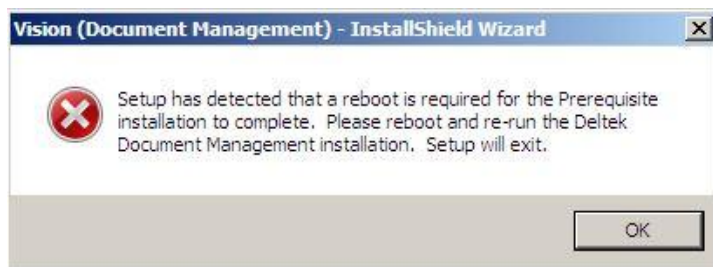 Vision (Document Management) - InstallShield Wizard
Setup has detected that a reboot is required for the Prerequisite
installation to complete. Please reboot and re-run the Deltek
Document Management installation. Setup will exit.
OK